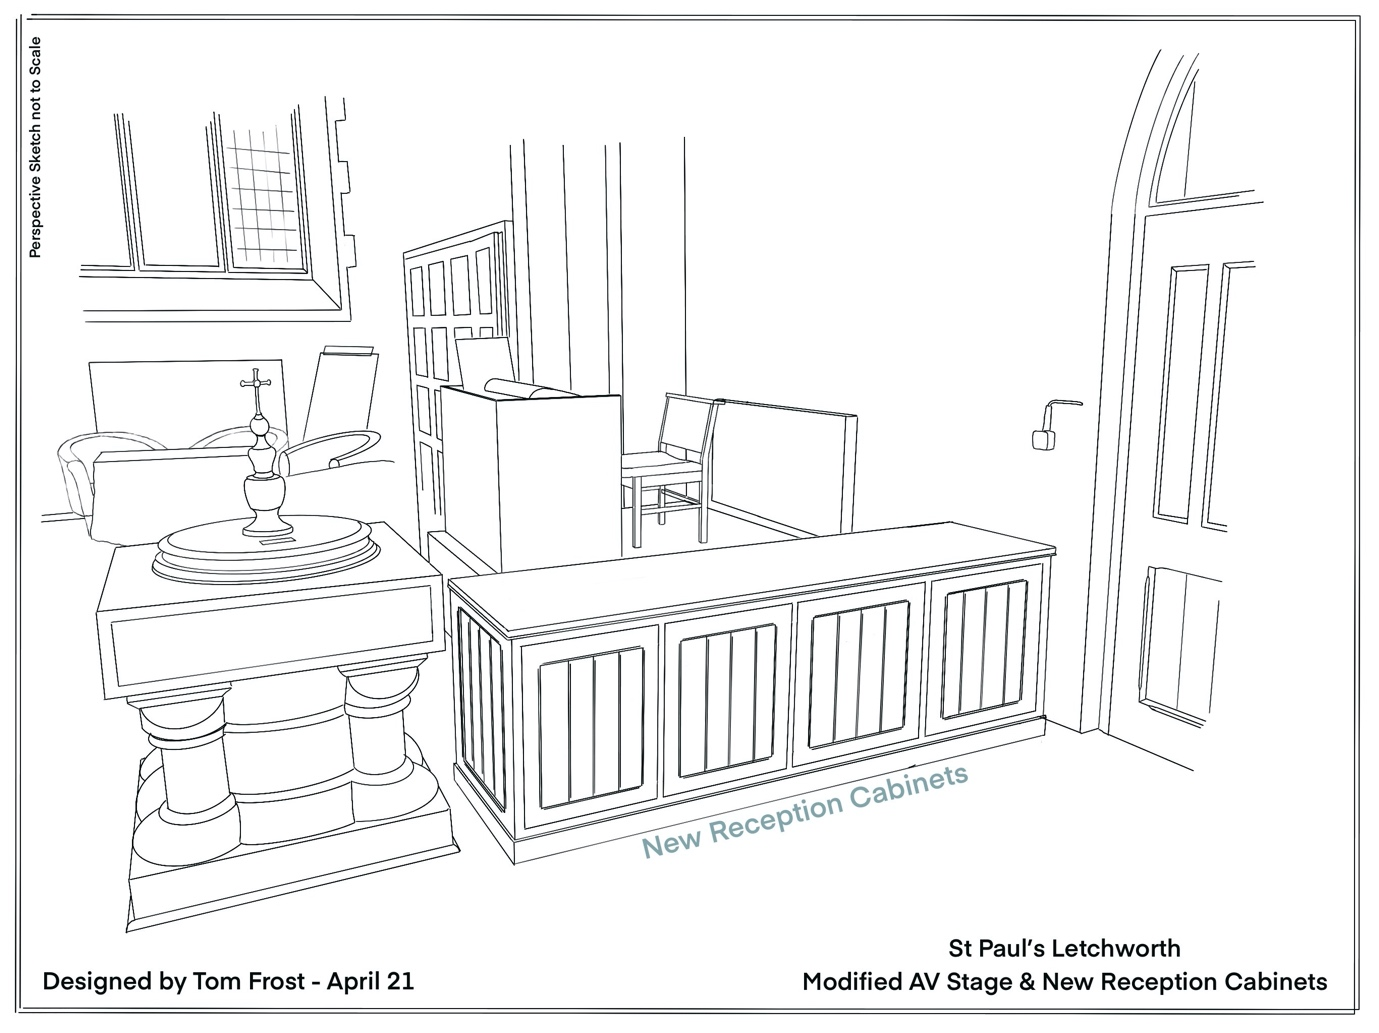 Perspective Sketch not to Scale
New Reception Cabinets
Designed by Tom Frost - April 21
St Paul's Letchworth
Modified AV Stage & New Reception Cabinets